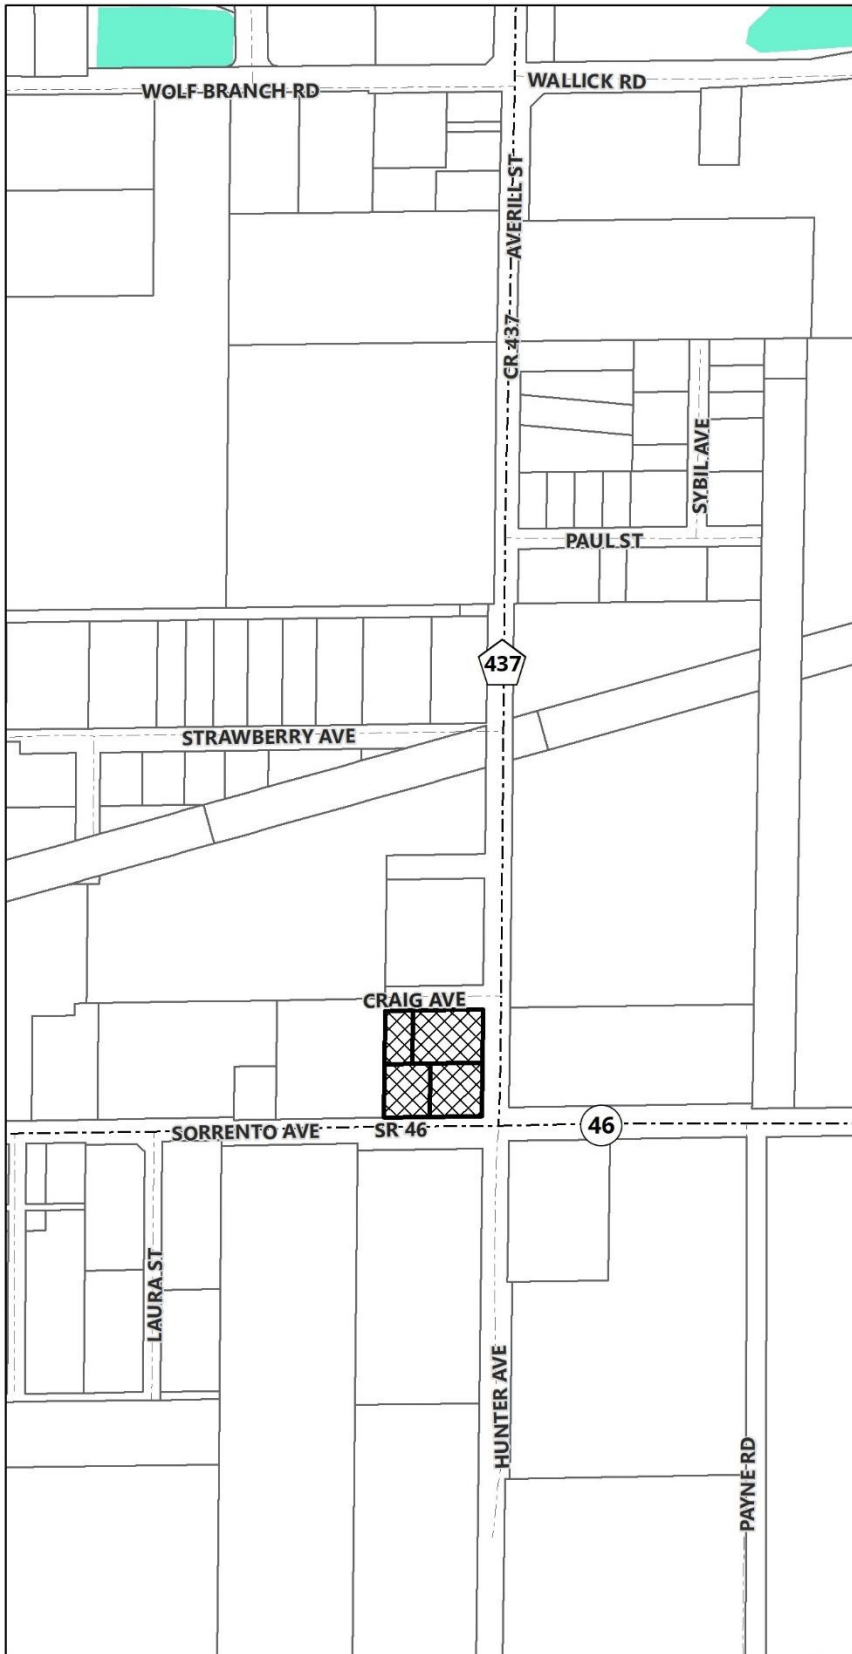 WOLF BRANCH RD
WALLICK RD
AVERILL ST
CR 437
SYBIL AVE
PAUL ST
437
STRAWBERRY AVE
CRAIG AVE
SORRENTO AVE
SR 46
46
LAURA ST
HUNTER AVE
PAYNE RD